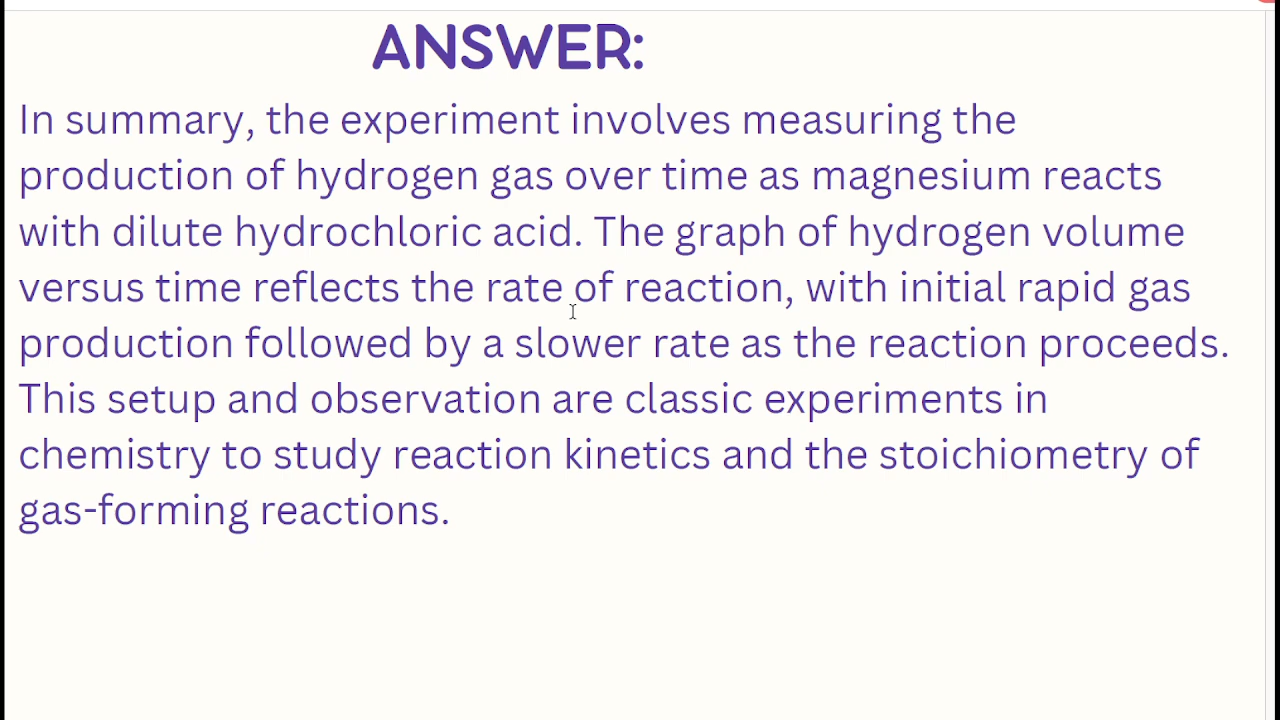 ANSWER:
In summary, the experiment involves measuring the
production of hydrogen gas over time as magnesium reacts
with dilute hydrochloric acid. The graph of hydrogen volume
versus time reflects the rate of reaction, with initial rapid gas
production followed by a slower rate as the reaction proceeds.
This setup and observation are classic experiments in
chemistry to study reaction kinetics and the stoichiometry of
gas-forming reactions.